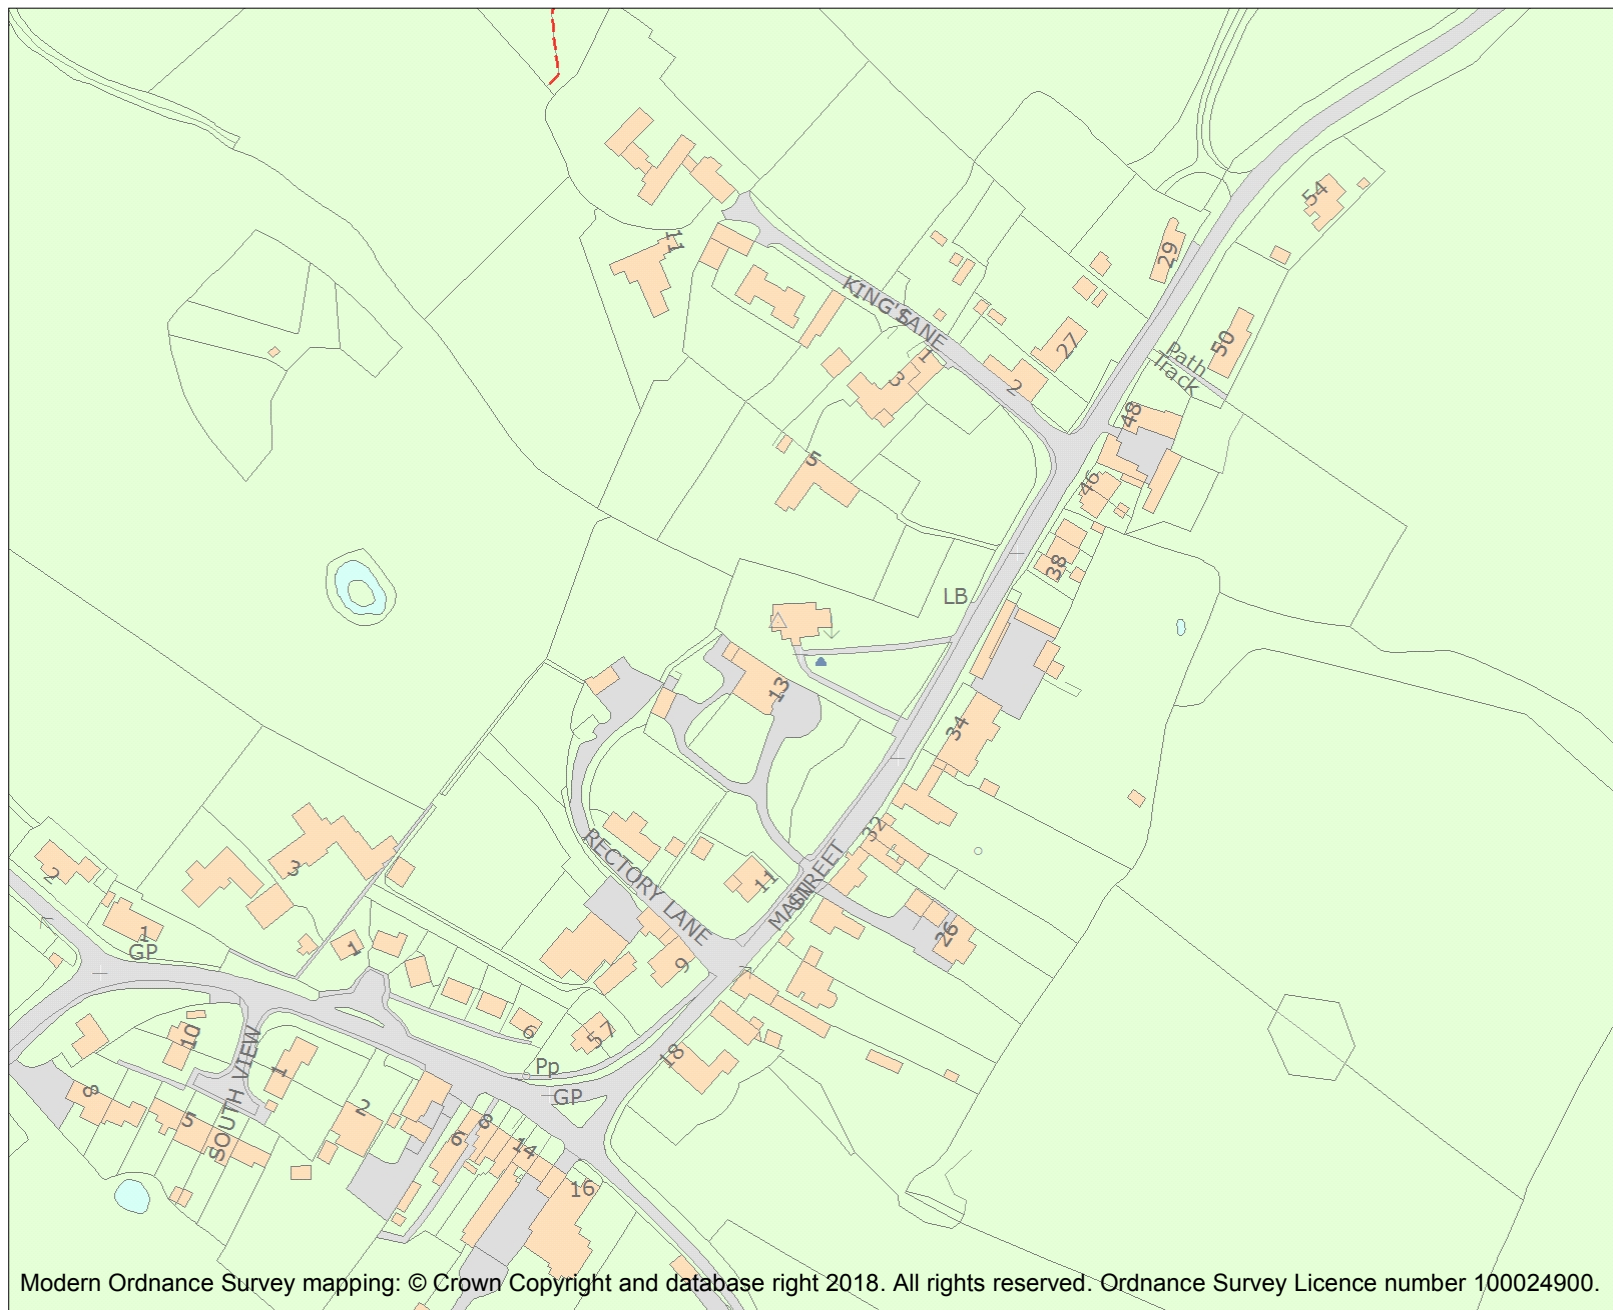 54
11
29
KING'S
LANE
27
50
1
Path
Track
3
2
48
5
46
38
LB
13
34
32
RECTORY LANE
MAIN
STREET
3
2
11
26
1
1
GP
9
10
6
57
SOUTH VIEW
18
Pp
1
GP
8
2
5
8
6
14
16
Modern Ordnance Survey mapping: © Crown Copyright and database right 2018. All rights reserved. Ordnance Survey Licence number 100024900.